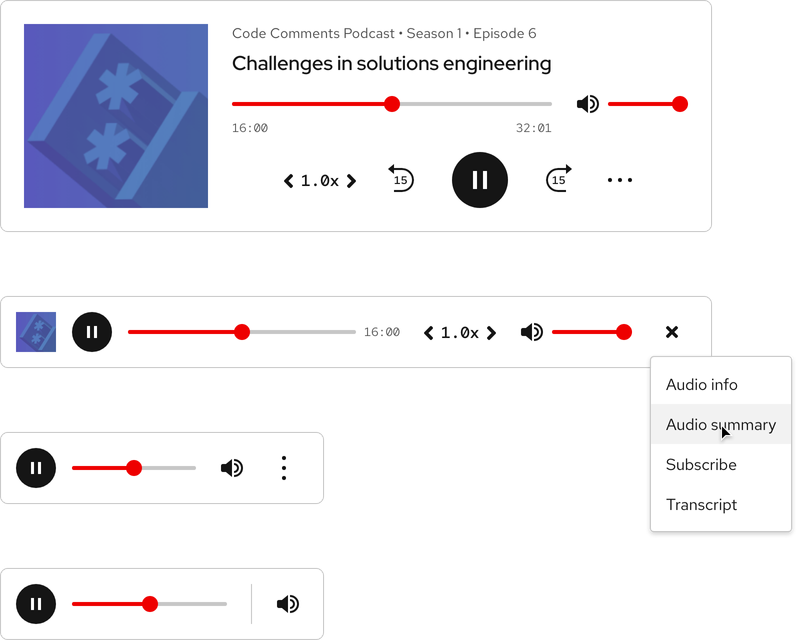 Code Comments Podcast • Season 1 • Episode 6
Challenges in solutions engineering
16:00 32:01
1.0x 15 15
16:00 1.0x
Audio info
Audio summary
Subscribe
Transcript